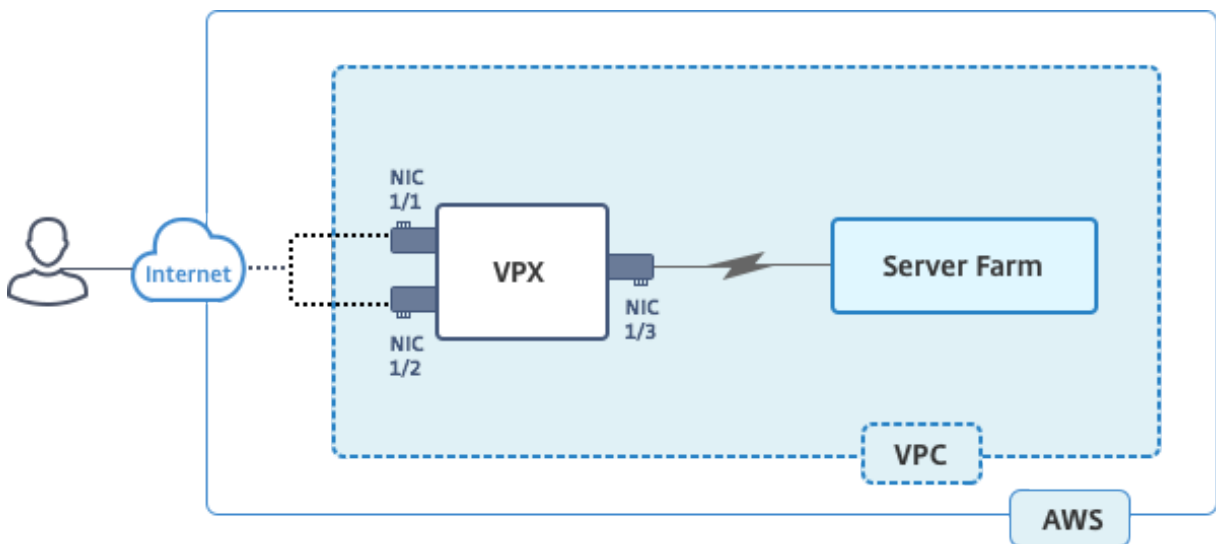 NIC
1/1
Internet
VPX
Server Farm
NIC
1/2
NIC
1/3
VPC
AWS